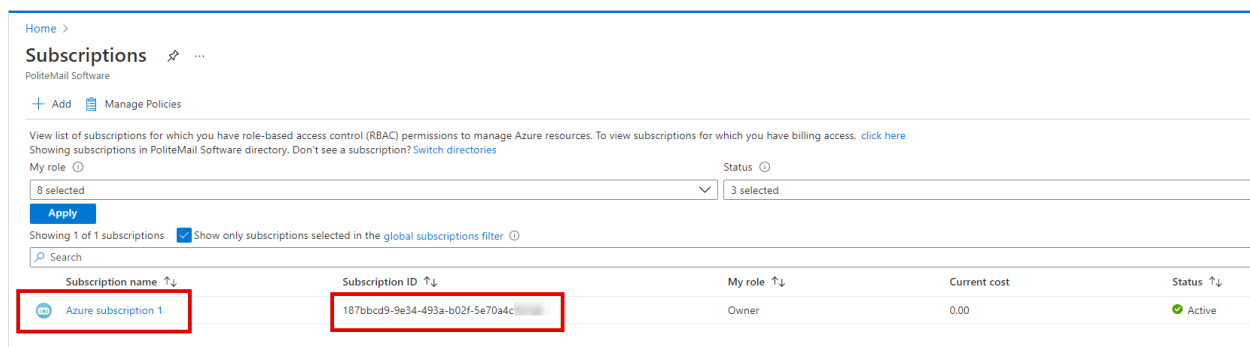 Home >
Subscriptions ...
PoliteMail Software
+ Add Manage Policies
View list of subscriptions for which you have role-based access control (RBAC) permissions to manage Azure resources. To view subscriptions for which you have billing access, click here
Showing subscriptions in PoliteMail Software directory. Don't see a subscription? Switch directories
My role Status
8 selected 3 selected
Apply
Showing 1 of 1 subscriptions Show only subscriptions selected in the global subscriptions filter
Search
Subscription name ↑↓ Subscription ID ↑↓ My role ↑↓ Current cost Status ↑↓
Azure subscription 1 187bbcd9-9e34-493a-b02f-5e70a4c Owner 0.00 Active